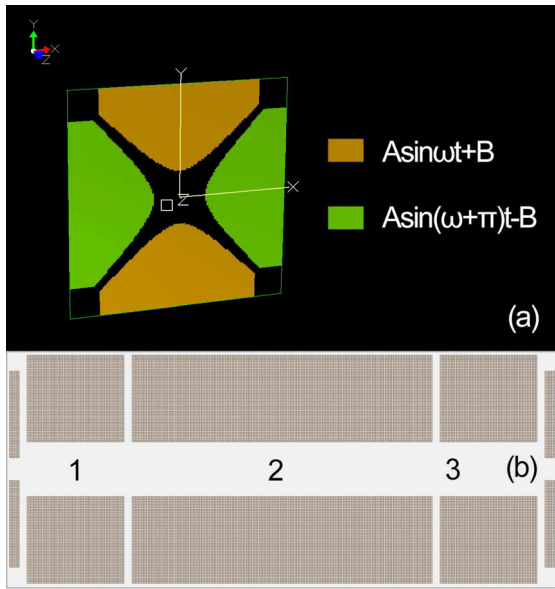 Y
X
Z
Y
X
Z
Asinωt+B
Asin(ω+π)t-B
(a)
1 2 3 (b)